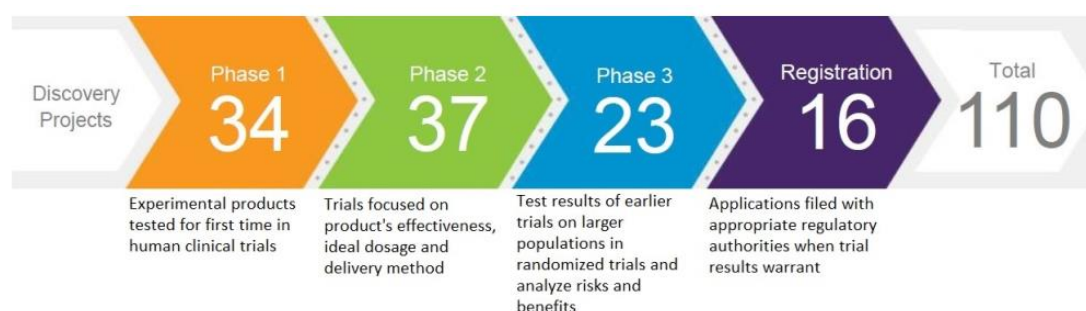 Discovery
Projects
Phase 1
34
Phase 2
37
Phase 3
23
Registration
16
Total
110
Experimental products
tested for first time in
human clinical trials
Trials focused on
product's effectiveness,
ideal dosage and
delivery method
Test results of earlier
trials on larger
populations in
randomized trials and
analyze risks and
benefits
Applications filed with
appropriate regulatory
authorities when trial
results warrant